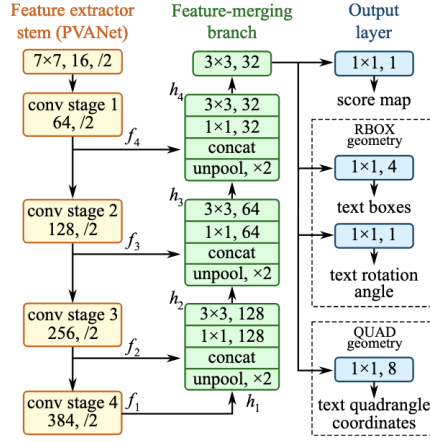 Feature extractor
stem (PVANet)
7×7, 16, /2
conv stage 1
64, /2
f4
conv stage 2
128, /2
f3
conv stage 3
256, /2
f2
conv stage 4
384, /2
f1
Feature-merging
branch
3×3, 32
h4
3×3, 32
1×1, 32
concat
unpool, ×2
h3
3×3, 64
1×1, 64
concat
unpool, ×2
h2
3×3, 128
1×1, 128
concat
unpool, ×2
h1
Output
layer
1×1, 1
score map
RBOX
geometry
1×1, 4
text boxes
1×1, 1
text rotation
angle
QUAD
geometry
1×1, 8
text quadrangle
coordinates